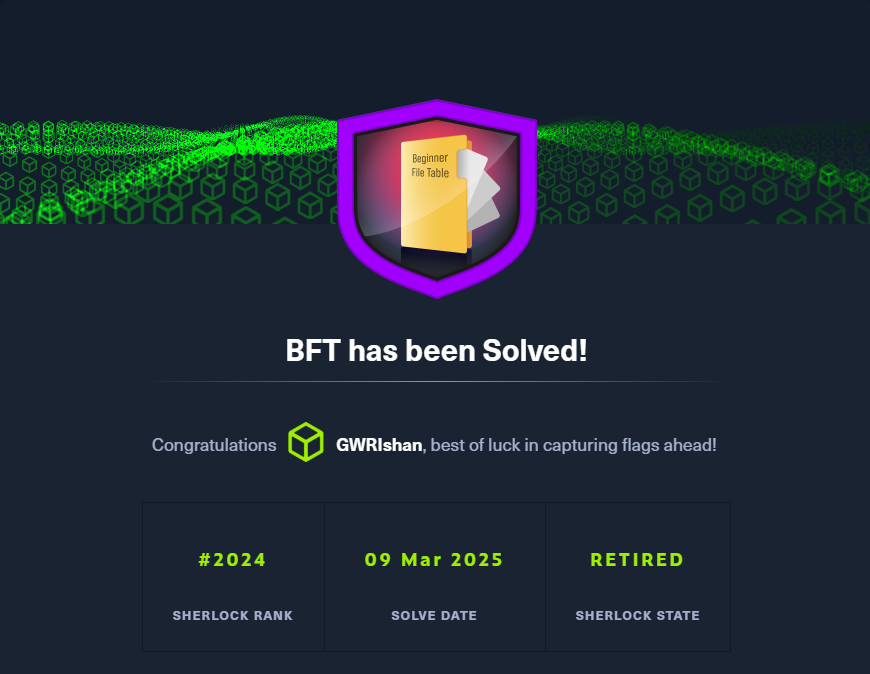 Beginner
File Table
BFT has been Solved!
Congratulations GWRIshan, best of luck in capturing flags ahead!
#2024 09 Mar 2025 RETIRED
SHERLOCK RANK SOLVE DATE SHERLOCK STATE